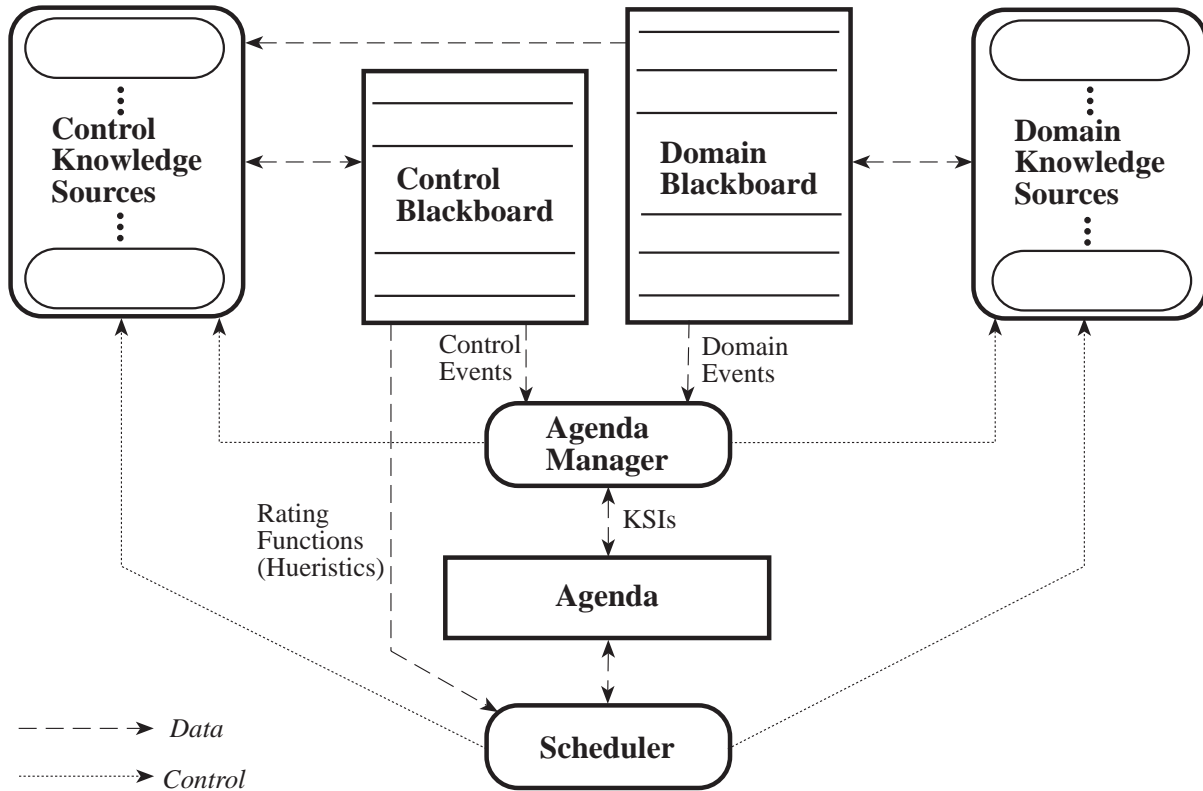 Control
Knowledge
Sources
Control
Blackboard
Domain
Blackboard
Domain
Knowledge
Sources
Control
Events
Domain
Events
Agenda
Manager
Rating
Functions
(Hueristics)
KSIs
Agenda
Scheduler
Data
Control